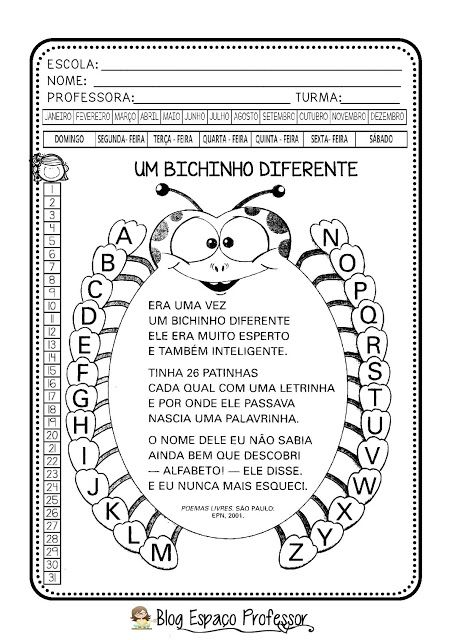 ESCOLA:
NOME:
PROFESSORA: TURMA:
JANEIRO FEVEREIRO MARÇO ABRIL MAIO JUNHO JULHO AGOSTO SETEMBRO OUTUBRO NOVEMBRO DEZEMBRO
DOMINGO SEGUNDA-FEIRA TERÇA-FEIRA QUARTA-FEIRA QUINTA-FEIRA SEXTA-FEIRA SÁBADO
UM BICHINHO DIFERENTE
1
2
3
4
5
6
7
8
9
10
11
12
13
14
15
16
17
18
19
20
21
22
23
24
25
26
27
28
29
30
31
A
B
C
D
E
F
G
H
I
J
K
L
M
ERA UMA VEZ
UM BICHINHO DIFERENTE
ELE ERA MUITO ESPERTO
E TAMBÉM INTELIGENTE.
TINHA 26 PATINHAS
CADA QUAL COM UMA LETRINHA
E POR ONDE ELE PASSAVA
NASCIA UMA PALAVRINHA.
O NOME DELE EU NÃO SABIA
AINDA BEM QUE DESCOBRI
— ALFABETO! — ELE DISSE.
E EU NUNCA MAIS ESQUECI.
POEMAS LIVRES. SÃO PAULO:
EPN, 2001.
N
O
P
Q
R
S
T
U
V
W
X
Y
Z
Blog Espaço Professor